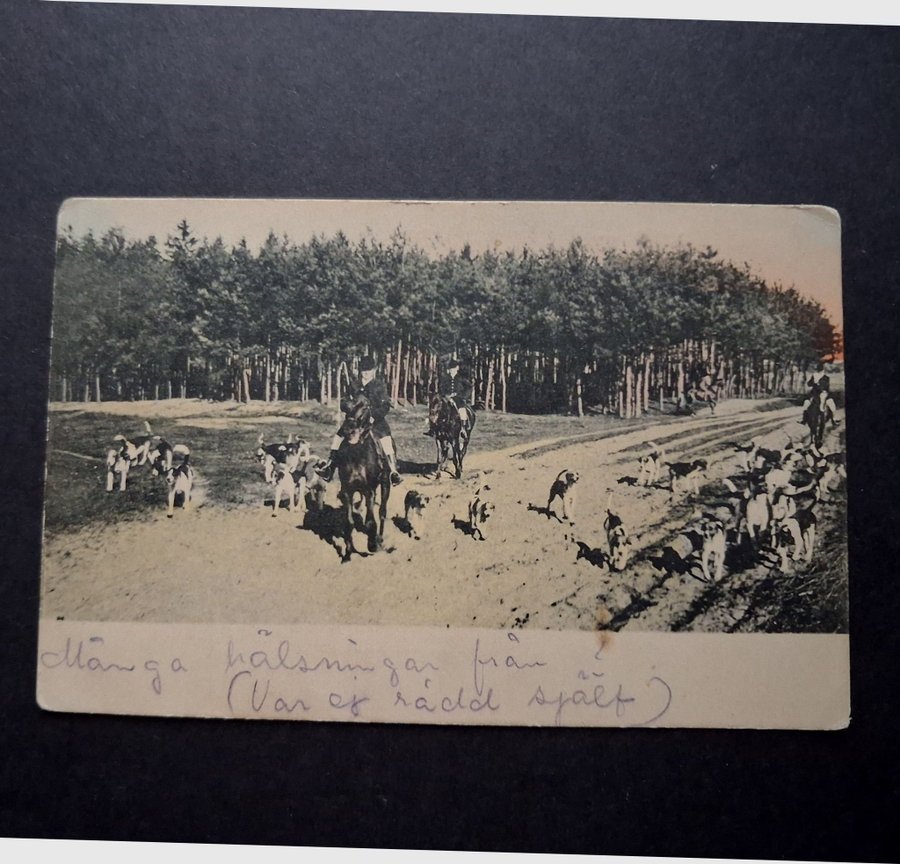 Många hälsningar från ?
(Var ej rädd själf)